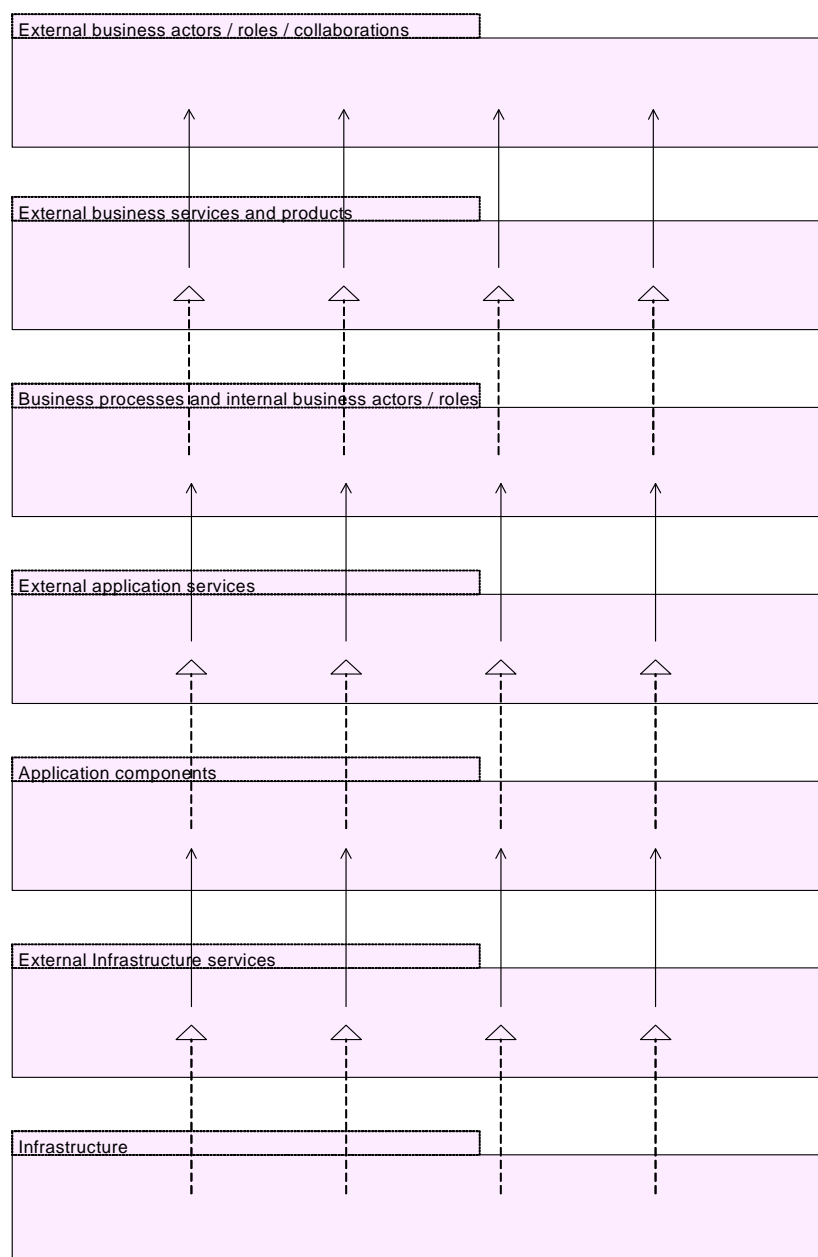 External business actors / roles / collaborations
External business services and products
Business processes and internal business actors / roles
External application services
Application components
External Infrastructure services
Infrastructure